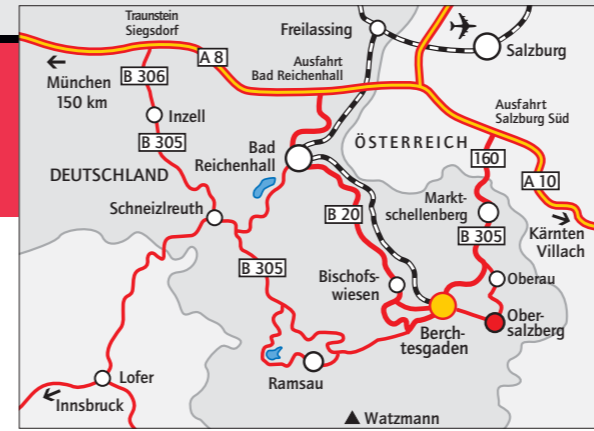 Traunstein
Siegsdorf
Freilassing
Salzburg
A 8
Ausfahrt
Bad Reichenhall
München
150 km
B 306
Inzell
Ausfahrt
Salzburg Süd
B 305
Bad
Reichenhall
ÖSTERREICH
160
DEUTSCHLAND
A 10
Schneizlreuth
B 20
Markt-
schellenberg
B 305
Kärnten
Villach
B 305
Bischofs-
wiesen
Oberau
Ober-
salzberg
Berch-
tesgaden
Lofer
Ramsau
Innsbruck
Watzmann